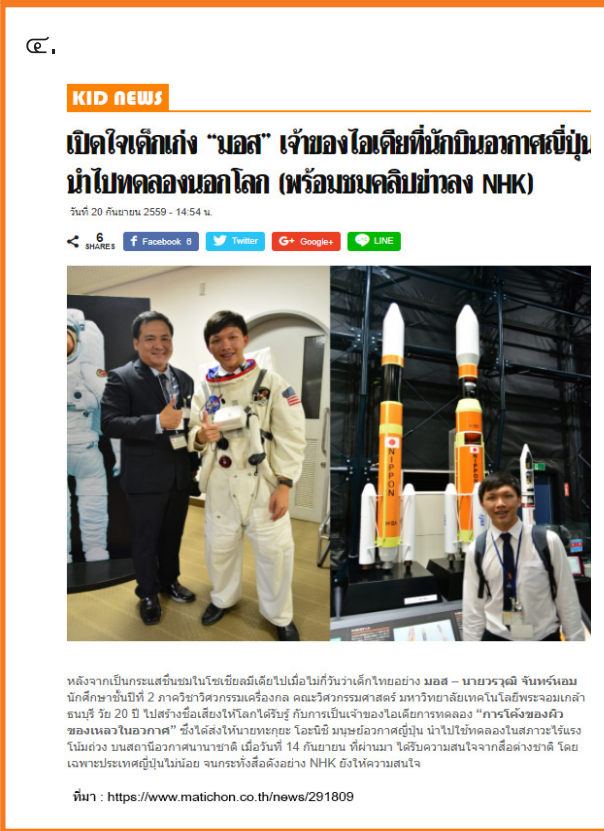 ๔.
KID NEWS
เปิดใจเด็กเก่ง “มอส” เจ้าของไอเดียที่นักบินอวกาศญี่ปุ่น
นำไปทดลองนอกโลก (พร้อมชมคลิปข่าวลง NHK)
วันที่ 20 กันยายน 2559 - 14:54 น.
6
SHARES
Facebook 6
Twitter
G+ Google+
LINE
NIPPON
NIPPON
หลังจากเป็นกระแสชื่นชมในโซเชียลมีเดียไปเมื่อไม่กี่วันว่าเด็กไทยอย่าง มอส – นายวรวุฒิ จันทร์หอม
นักศึกษาชั้นปีที่ 2 ภาควิชาวิศวกรรมเครื่องกล คณะวิศวกรรมศาสตร์ มหาวิทยาลัยเทคโนโลยีพระจอมเกล้า
ธนบุรี วัย 20 ปี ไปสร้างชื่อเสียงให้โลกได้รับรู้ กับการเป็นเจ้าของไอเดียการทดลอง “การโค้งของผิว
ของเหลวในอวกาศ” ซึ่งได้ส่งให้นายทะกุยะ โอะนิชิ มนุษย์อวกาศญี่ปุ่น นำไปใช้ทดลองในสภาวะไร้แรง
โน้มถ่วง บนสถานีอวกาศนานาชาติ เมื่อวันที่ 14 กันยายน ที่ผ่านมา ได้รับความสนใจจากสื่อต่างชาติ โดย
เฉพาะประเทศญี่ปุ่นไม่น้อย จนกระทั่งสื่อดังอย่าง NHK ยังให้ความสนใจ
ที่มา : https://www.matichon.co.th/news/291809